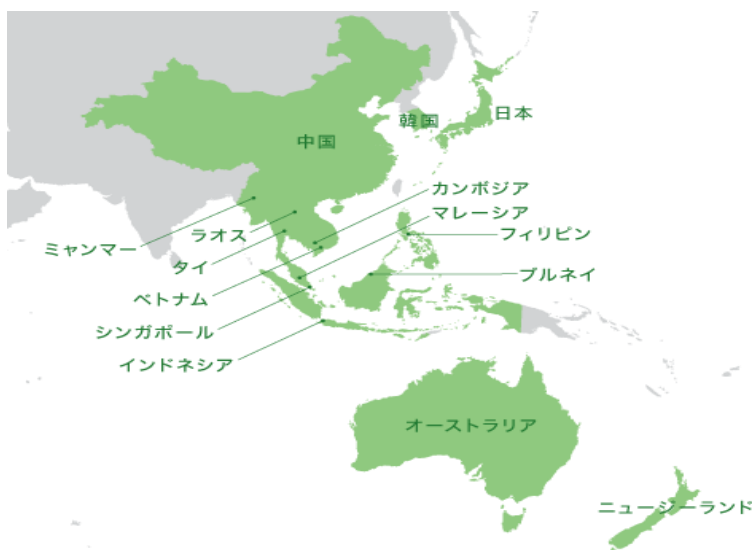 中国
韓国
日本
カンボジア
マレーシア
フィリピン
ミャンマー
ラオス
タイ
ブルネイ
ベトナム
シンガポール
インドネシア
オーストラリア
ニュージーランド